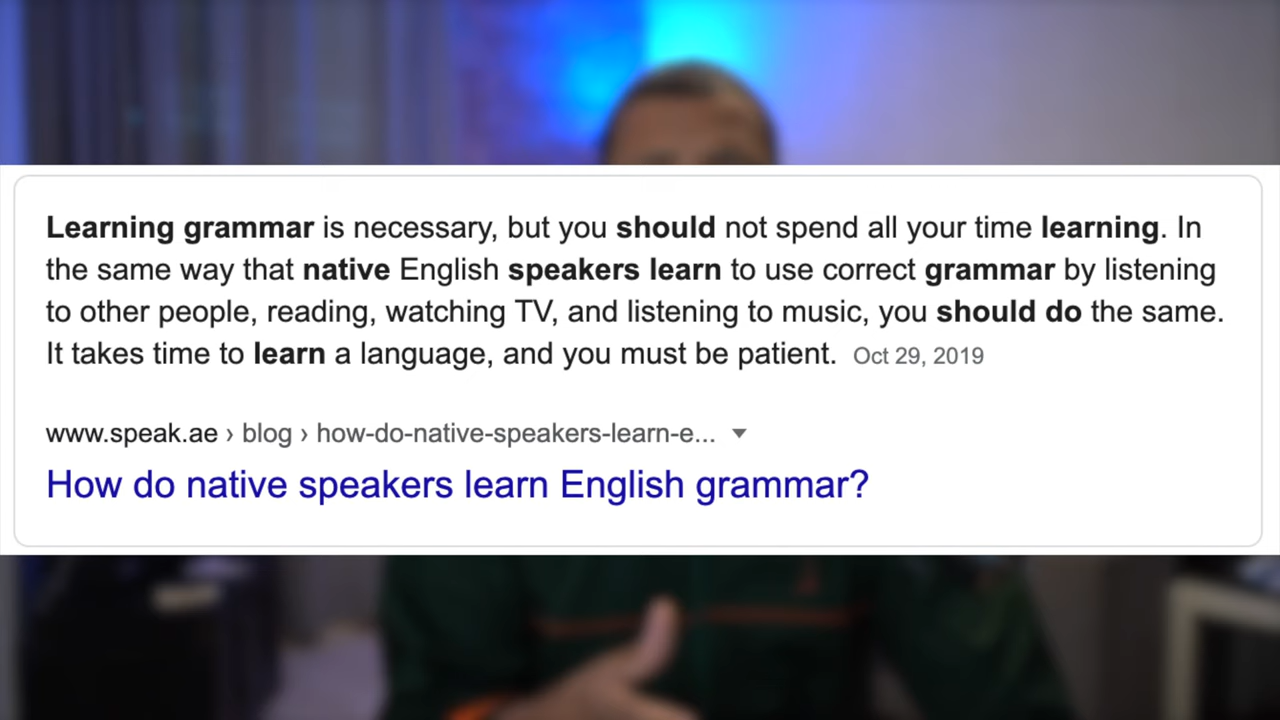 Learning grammar is necessary, but you should not spend all your time learning. In
the same way that native English speakers learn to use correct grammar by listening
to other people, reading, watching TV, and listening to music, you should do the same.
It takes time to learn a language, and you must be patient. Oct 29, 2019
www.speak.ae › blog › how-do-native-speakers-learn-e...
How do native speakers learn English grammar?